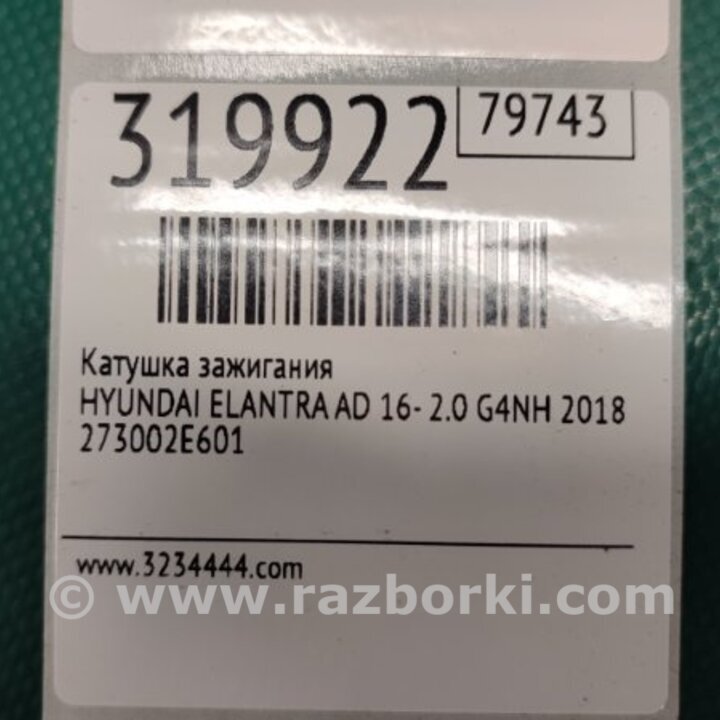 319922
79743
Катушка зажигания
HYUNDAI ELANTRA AD 16- 2.0 G4NH 2018
273002E601
www.3234444.com
© www.razborki.com